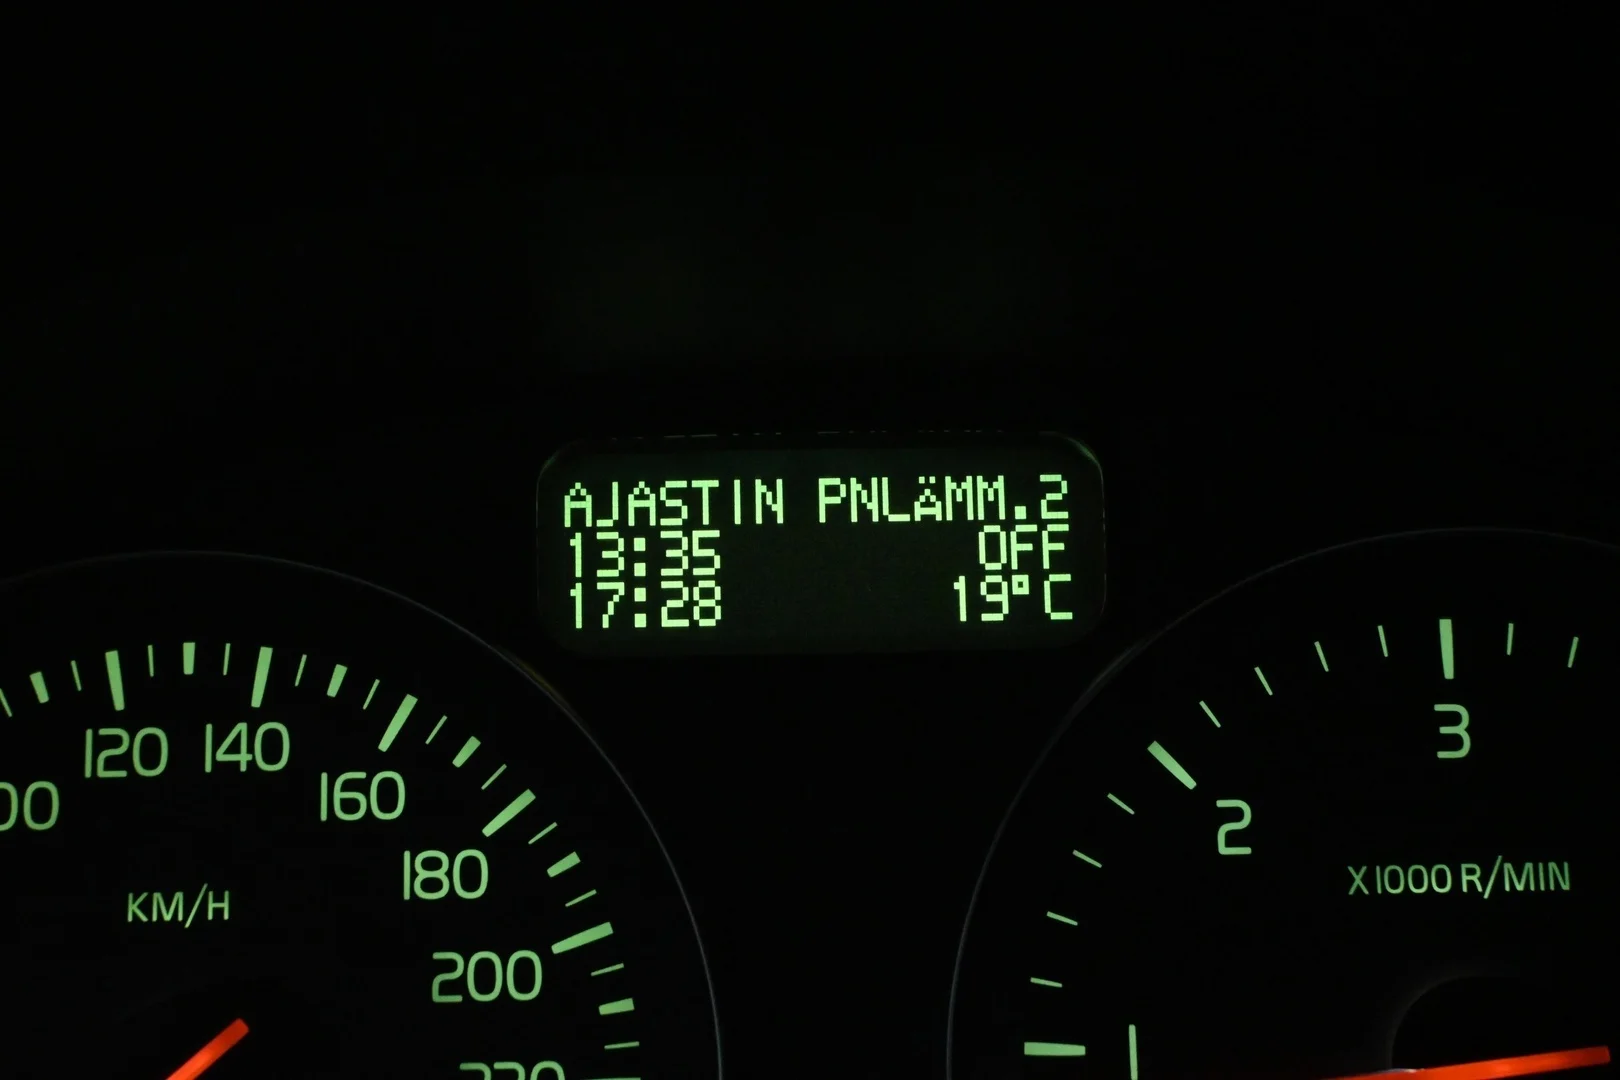 AJASTIN PNLÄMM.2
13:35 OFF
17:28 19°C
120 140
160
180
200
KM/H
3
2
X1000 R/MIN
1